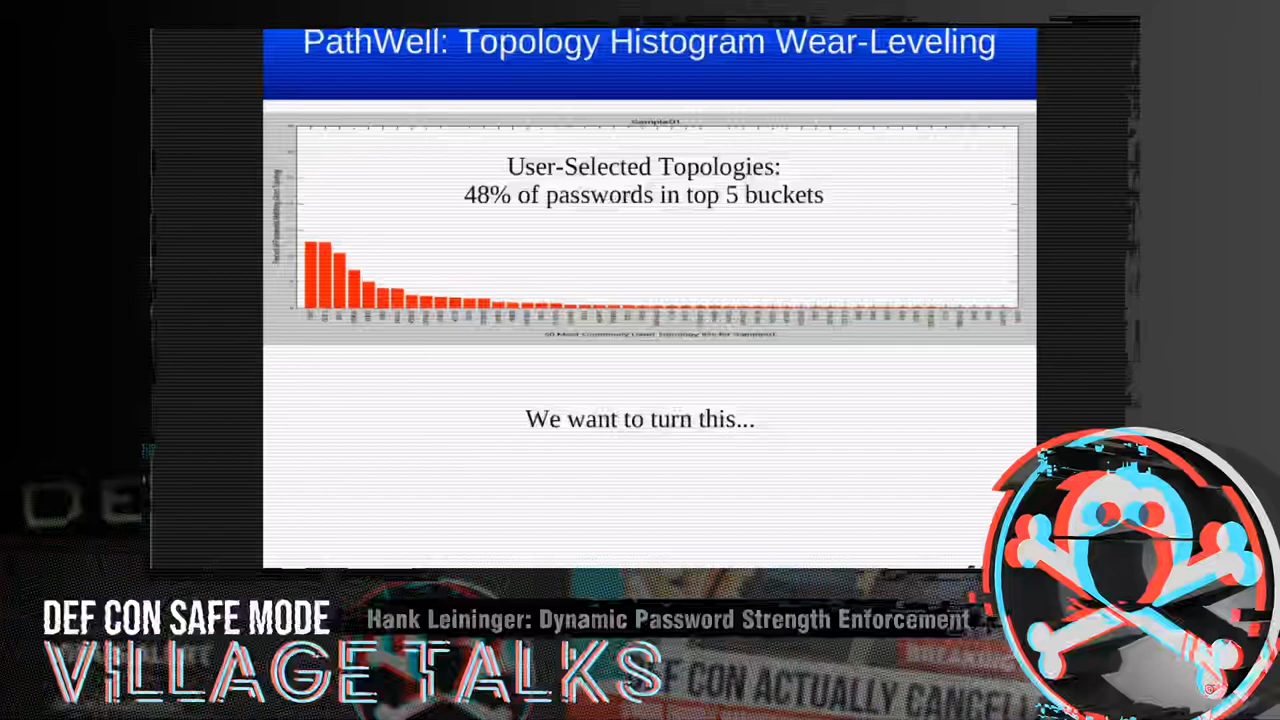 PathWell: Topology Histogram Wear-Leveling
Sample01
User-Selected Topologies:
48% of passwords in top 5 buckets
We want to turn this...
DEF CON SAFE MODE
Hank Leininger: Dynamic Password Strength Enforcement
VILLAGE TALKS
DEF CON ACTUALLY CANCEL